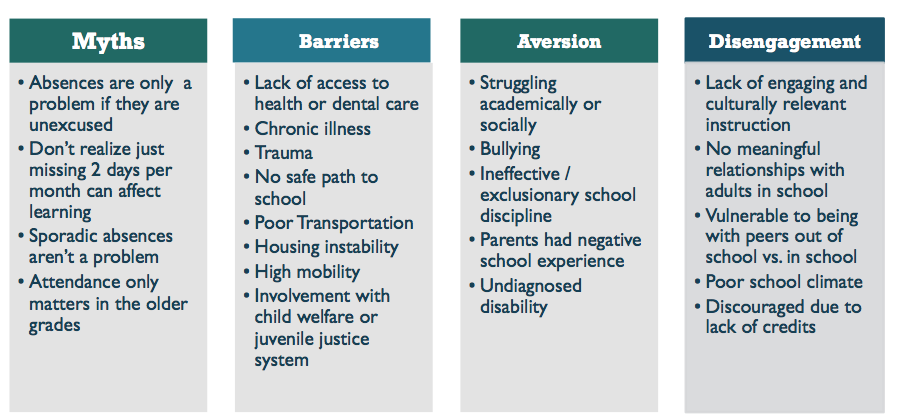 Myths
• Absences are only a
problem if they are
unexcused
• Don't realize just
missing 2 days per
month can affect
learning
• Sporadic absences
aren't a problem
• Attendance only
matters in the older
grades
Barriers
• Lack of access to
health or dental care
• Chronic illness
• Trauma
• No safe path to
school
• Poor Transportation
• Housing instability
• High mobility
• Involvement with
child welfare or
juvenile justice
system
Aversion
• Struggling
academically or
socially
• Bullying
• Ineffective /
exclusionary school
discipline
• Parents had negative
school experience
• Undiagnosed
disability
Disengagement
• Lack of engaging and
culturally relevant
instruction
• No meaningful
relationships with
adults in school
• Vulnerable to being
with peers out of
school vs. in school
• Poor school climate
• Discouraged due to
lack of credits